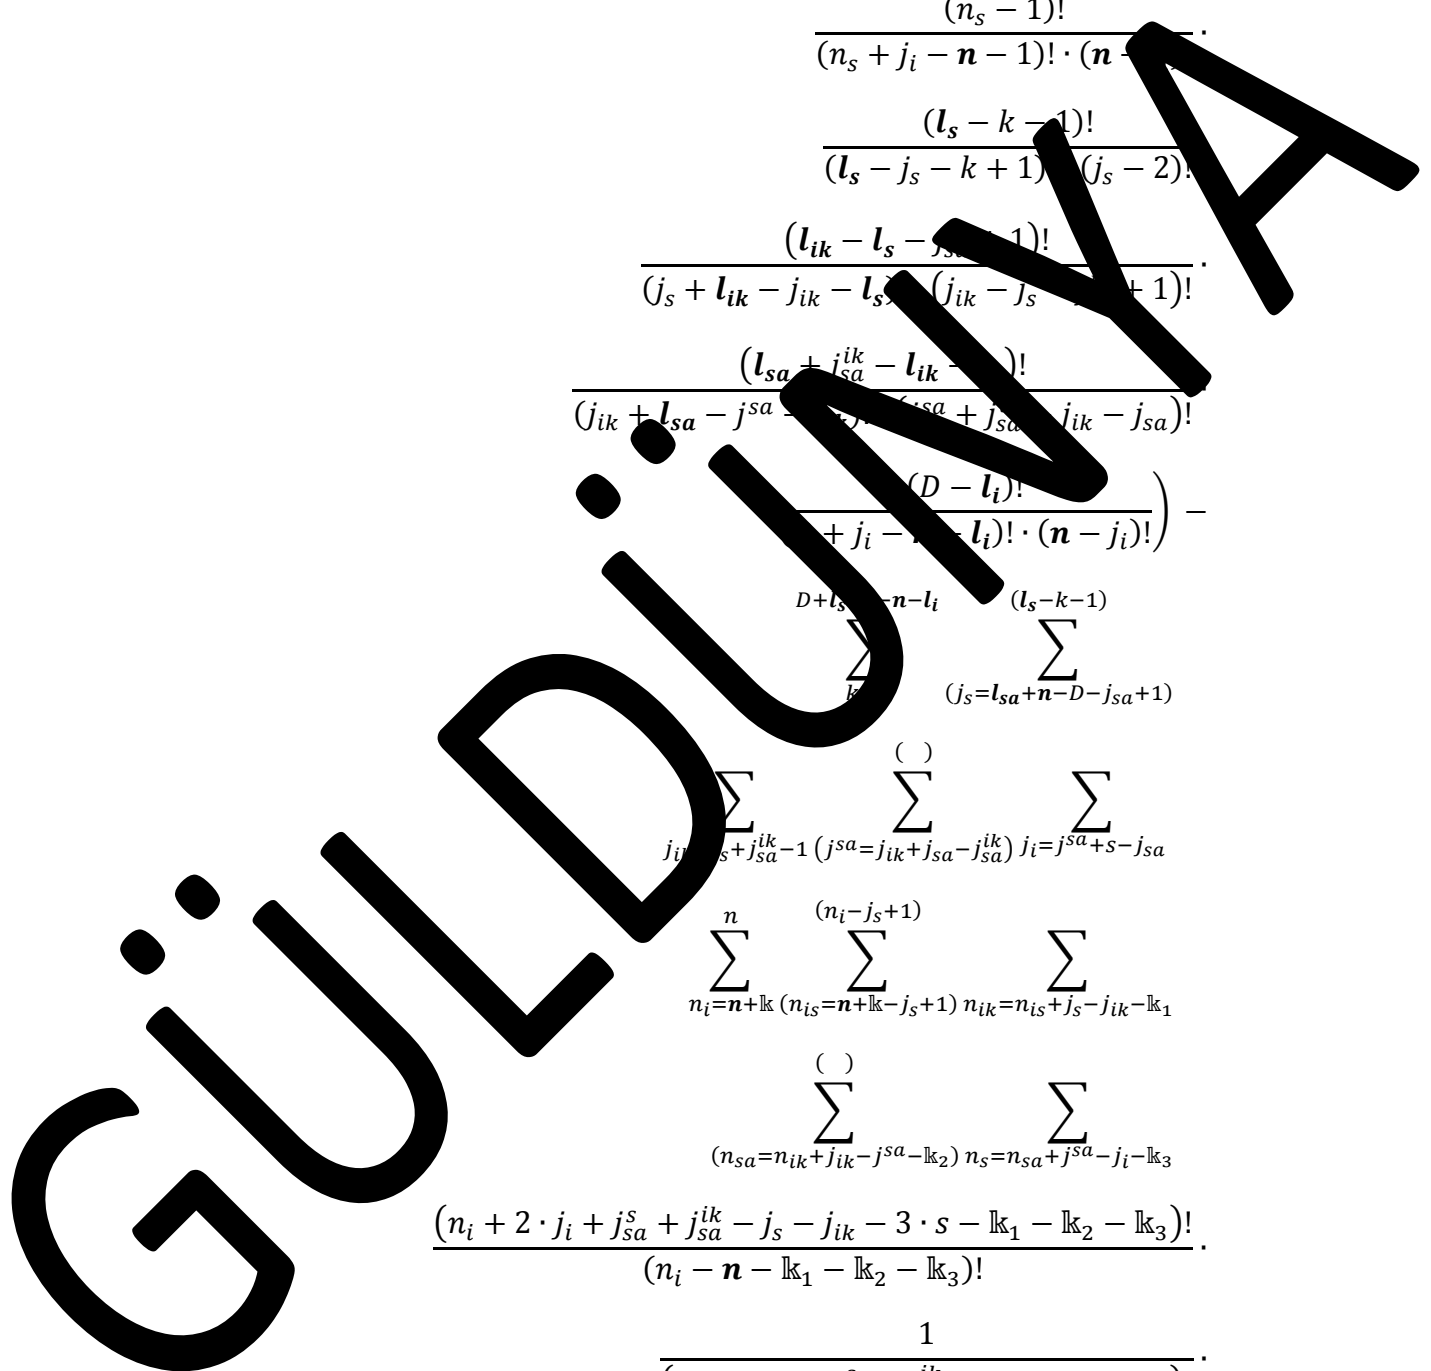 (n_s − 1)!
(n_s + j_i − n − 1)! · (n
(l_s − k − 1)!
(l_s − j_s − k + 1) (j_s − 2)!
(l_ik − l_s − 1)!
(j_s + l_ik − j_ik − l_s) (j_ik − j_s + 1)!
(l_sa + j_sa^ik − l_ik )!
(j_ik + l_sa − j^sa + j_ik − j_sa)!
(D − l_i)!
+ j_i − l_i)! · (n − j_i)!) −
−n−l_i (l_s−k−1)
∑ ∑
k (j_s=l_sa+n−D−j_sa+1)
( )
∑ ∑ ∑
s+j_sa^ik−1 (j^sa=j_ik+j_sa−j_sa^ik) j_i=j^sa+s−j_sa
n (n_i−j_s+1)
∑ ∑ ∑
n_i=n+𝕜 (n_is=n+𝕜−j_s+1) n_ik=n_is+j_s−j_ik−𝕜_1
( )
∑ ∑
(n_sa=n_ik+j_ik−j^sa−𝕜_2) n_s=n_sa+j^sa−j_i−𝕜_3
(n_i + 2 · j_i + j_sa^s + j_sa^ik − j_s − j_ik − 3 · s − 𝕜_1 − 𝕜_2 − 𝕜_3)!
(n_i − n − 𝕜_1 − 𝕜_2 − 𝕜_3)!
1
GÜLDÜNYA